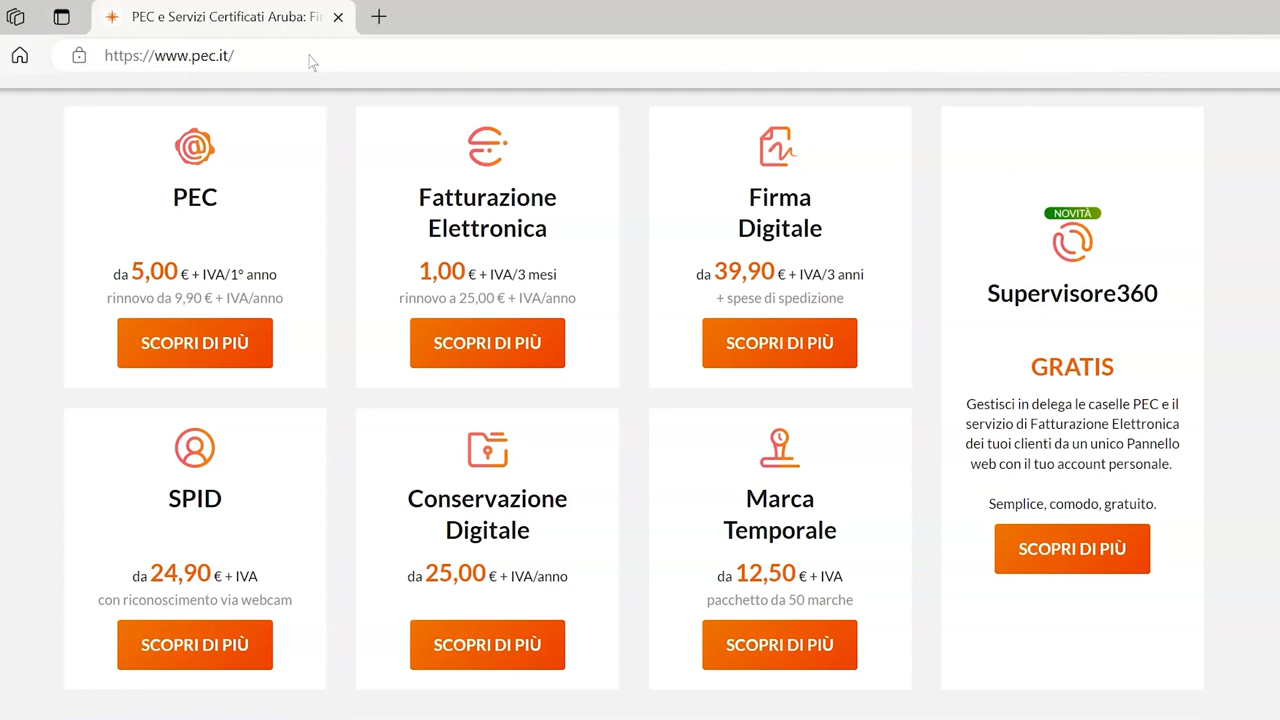 PEC e Servizi Certificati Aruba: Fir
https://www.pec.it/
PEC
da 5,00 € + IVA/1° anno
rinnovo da 9,90 € + IVA/anno
SCOPRI DI PIÙ
Fatturazione
Elettronica
1,00 € + IVA/3 mesi
rinnovo a 25,00 € + IVA/anno
SCOPRI DI PIÙ
Firma
Digitale
da 39,90 € + IVA/3 anni
+ spese di spedizione
SCOPRI DI PIÙ
NOVITÀ
Supervisore360
GRATIS
Gestisci in delega le caselle PEC e il
servizio di Fatturazione Elettronica
dei tuoi clienti da un unico Pannello
web con il tuo account personale.
Semplice, comodo, gratuito.
SCOPRI DI PIÙ
SPID
da 24,90 € + IVA
con riconoscimento via webcam
SCOPRI DI PIÙ
Conservazione
Digitale
da 25,00 € + IVA/anno
SCOPRI DI PIÙ
Marca
Temporale
da 12,50 € + IVA
pacchetto da 50 marche
SCOPRI DI PIÙ